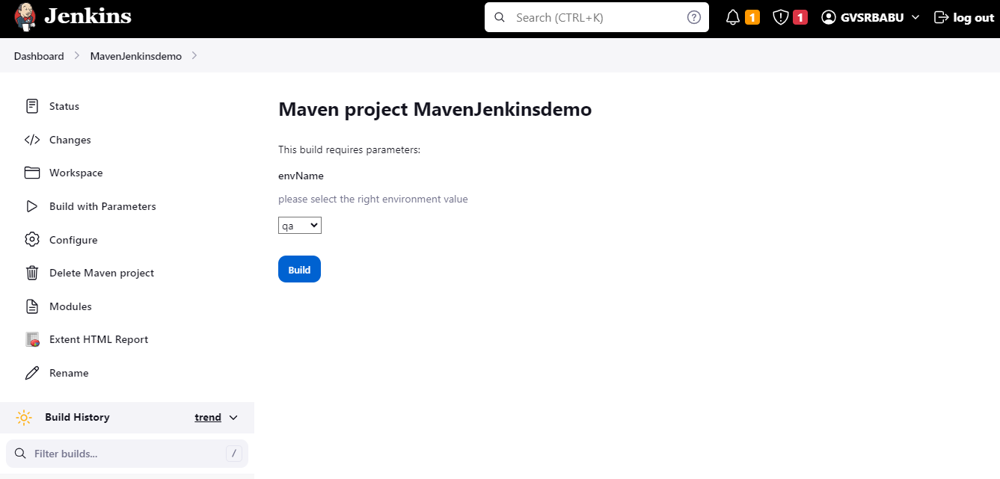 Jenkins
Search (CTRL+K)
?
1
1
GVSRBABU
log out
Dashboard
MavenJenkinsdemo
Status
Changes
Workspace
Build with Parameters
Configure
Delete Maven project
Modules
Extent HTML Report
Rename
Build History
trend
Filter builds...
/
Maven project MavenJenkinsdemo
This build requires parameters:
envName
please select the right environment value
qa
Build